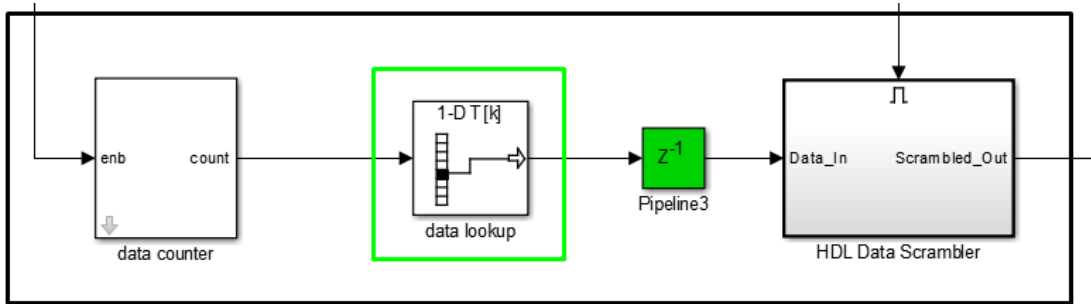 1-D T[k]
enb
count
Z-1
Data_In
Scrambled_Out
Pipeline3
data lookup
data counter
HDL Data Scrambler